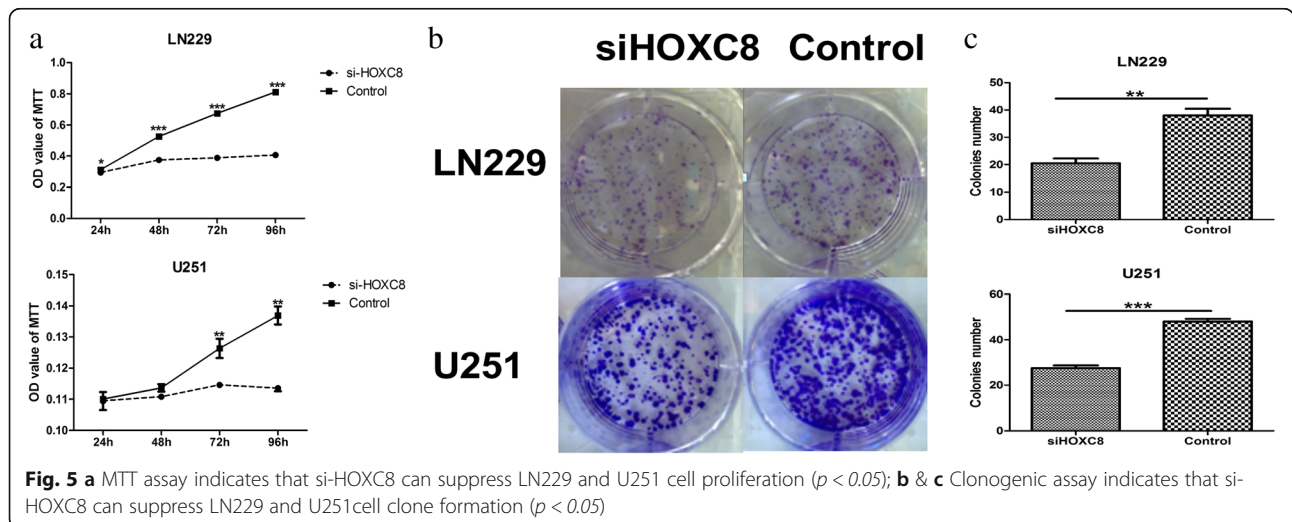 a
LN229
OD value of MTT
1.0
0.8
0.6
0.4
0.2
0.0
24h 48h 72h 96h
* *** *** ***
si-HOXC8
Control
U251
OD value of MTT
0.15
0.14
0.13
0.12
0.11
0.10
24h 48h 72h 96h
** **
si-HOXC8
Control
b
siHOXC8 Control
LN229
U251
c
LN229
Colonies number
50
40
30
20
10
0
**
siHOXC8 Control
U251
Colonies number
60
40
20
0
***
siHOXC8 Control
Fig. 5 a MTT assay indicates that si-HOXC8 can suppress LN229 and U251 cell proliferation (p < 0.05); b & c Clonogenic assay indicates that si-
HOXC8 can suppress LN229 and U251cell clone formation (p < 0.05)